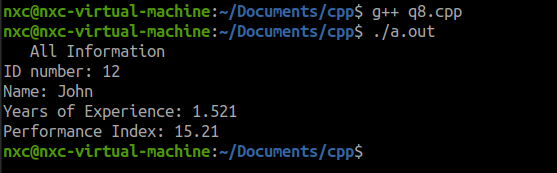 nxc@nxc-virtual-machine:~/Documents/cpp$ g++ q8.cpp
nxc@nxc-virtual-machine:~/Documents/cpp$ ./a.out
   All Information
ID number: 12
Name: John
Years of Experience: 1.521
Performance Index: 15.21
nxc@nxc-virtual-machine:~/Documents/cpp$